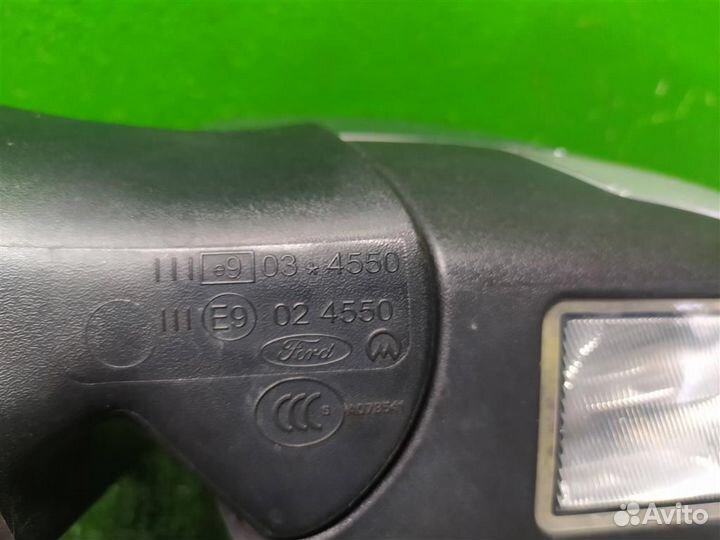 III e9 03 * 4550
III E9 02 4550
Ford
CCC S
Avito